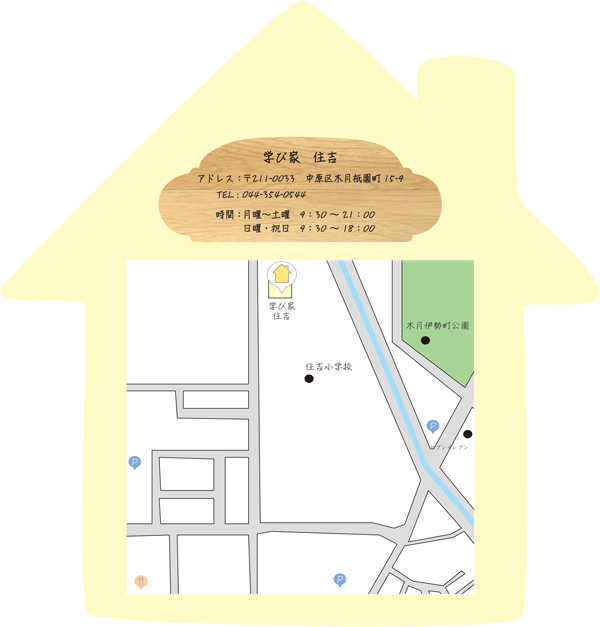 学び家 住吉
アドレス：〒211-0033 中原区木月祇園町 15-9
TEL : 044-354-0544
時間：月曜～土曜 9：30～21：00
日曜・祝日 9：30～18：00
学び家
住吉
木月伊勢町公園
住吉小学校
P
セブンイレブン
P
P